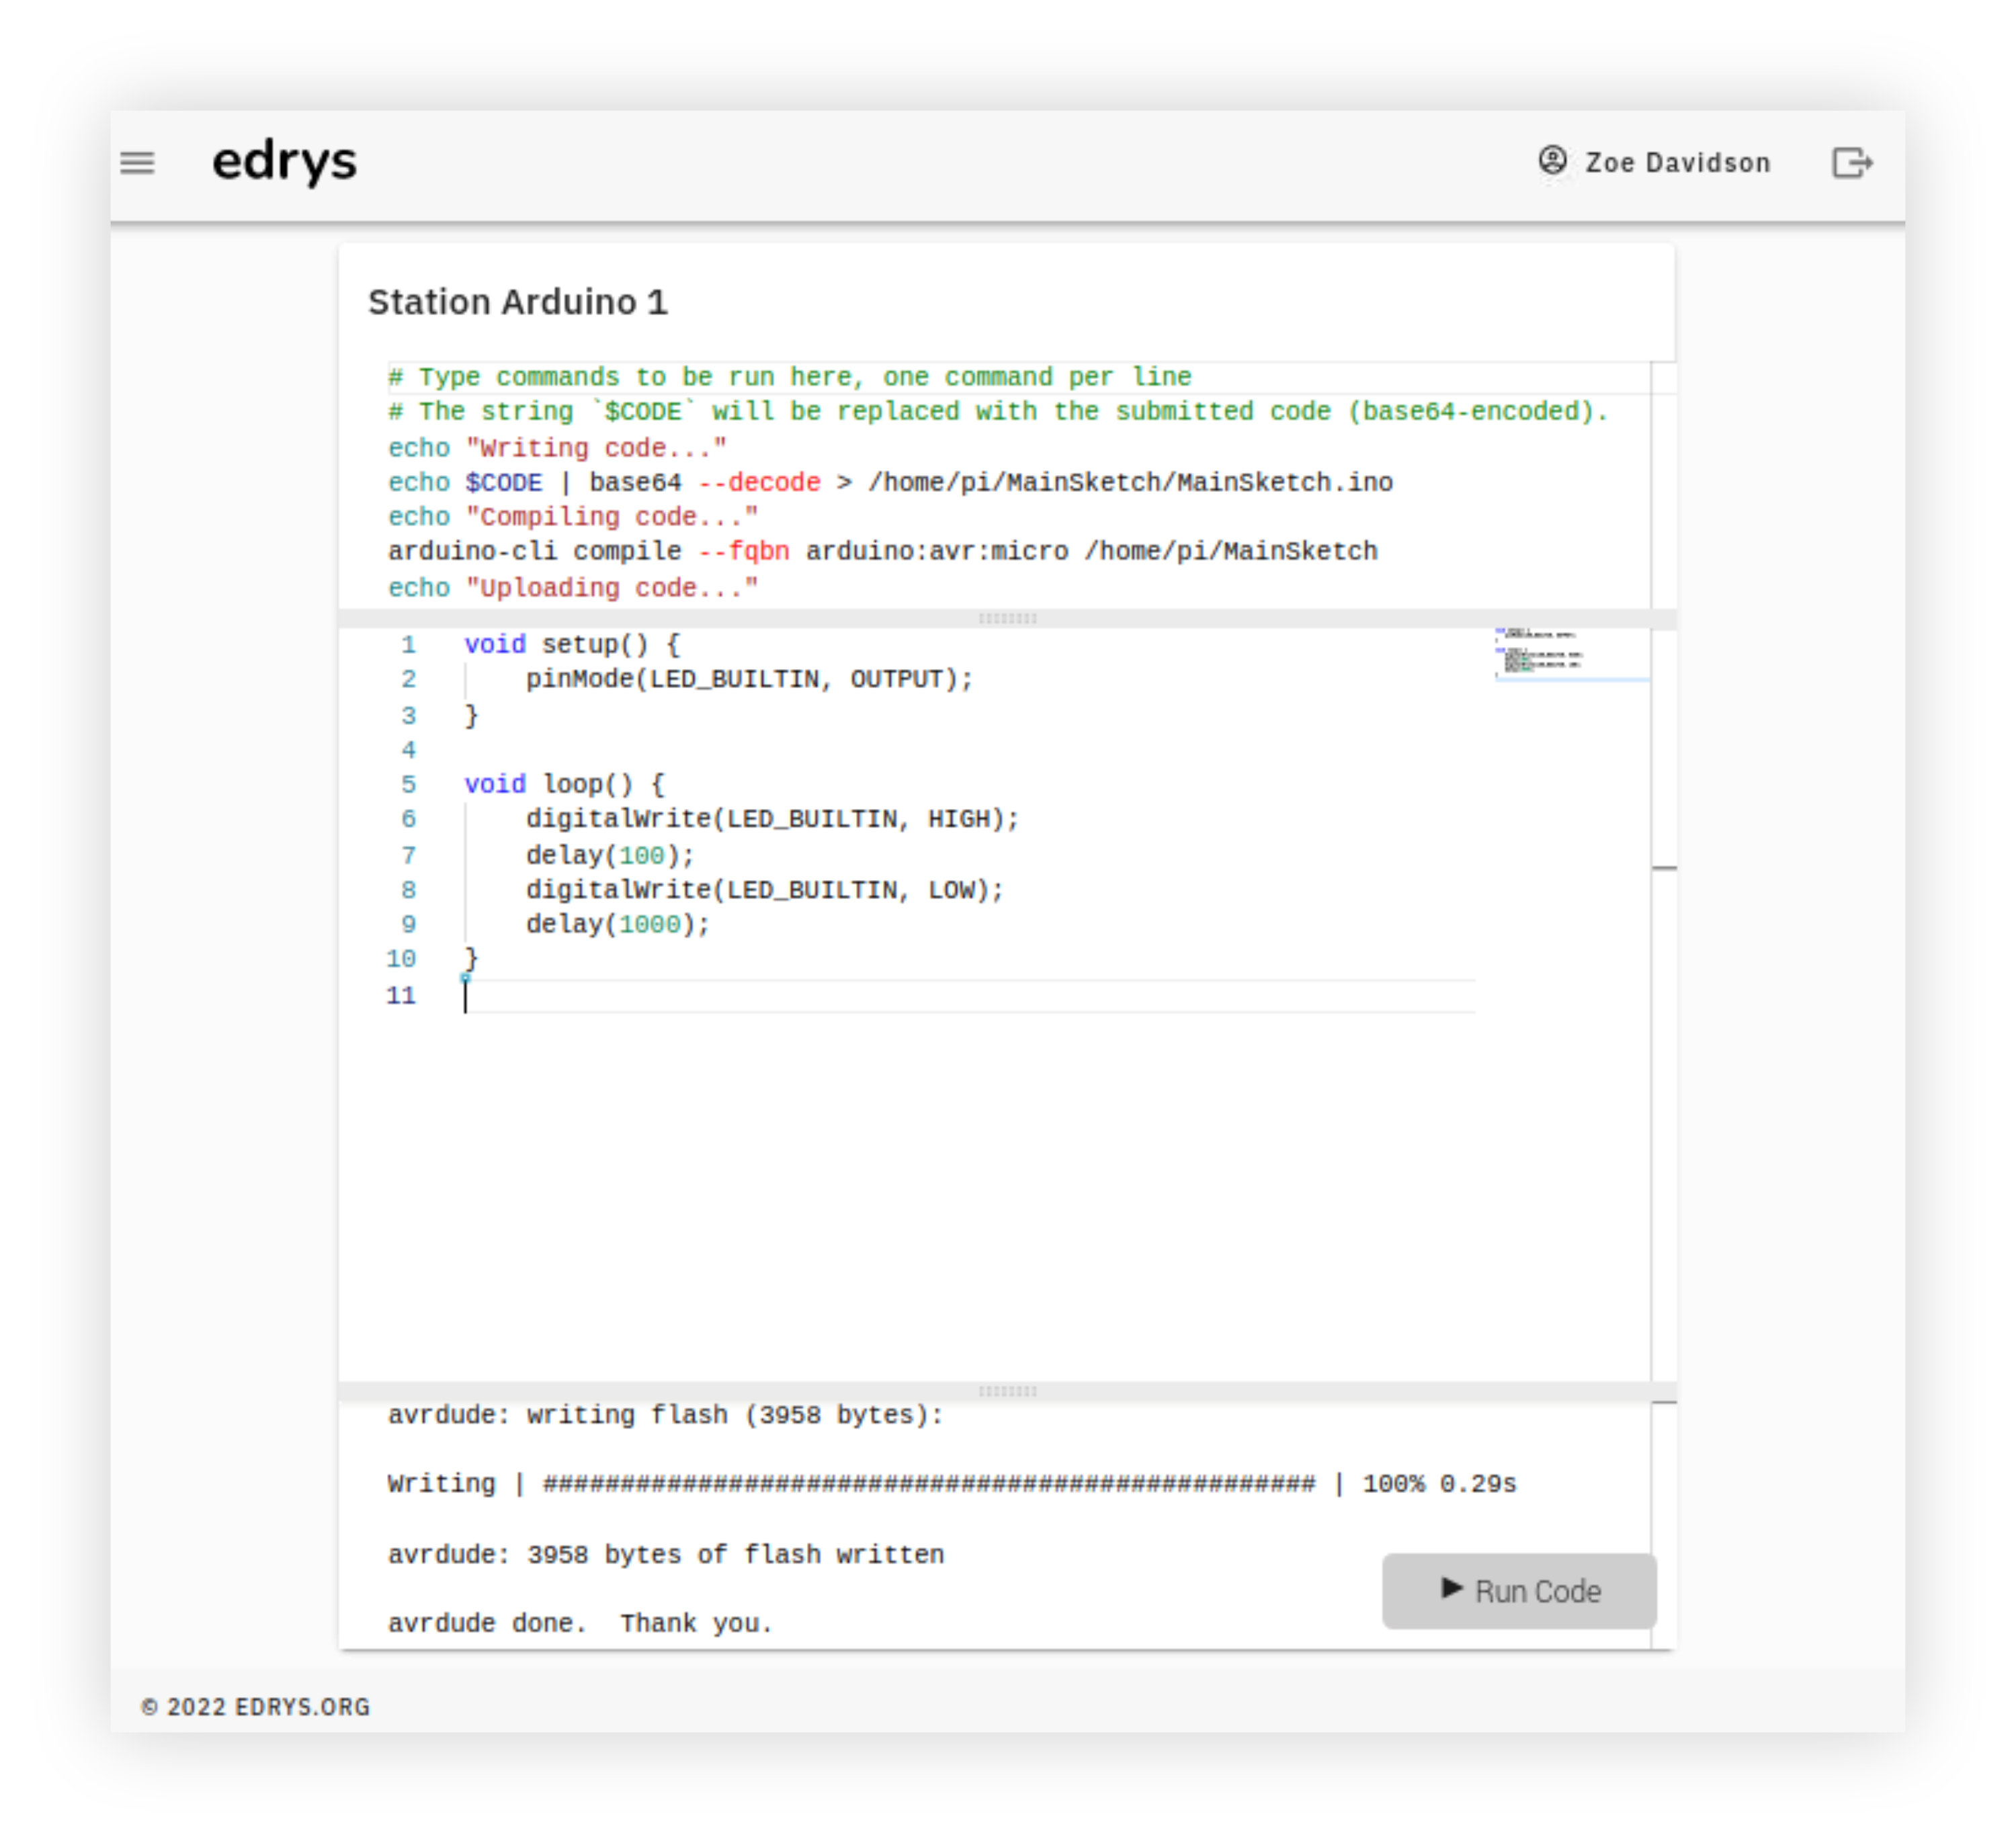 edrys
Zoe Davidson
Station Arduino 1
# Type commands to be run here, one command per line
# The string `$CODE` will be replaced with the submitted code (base64-encoded).
echo "Writing code..."
echo $CODE | base64 --decode > /home/pi/MainSketch/MainSketch.ino
echo "Compiling code..."
arduino-cli compile --fqbn arduino:avr:micro /home/pi/MainSketch
echo "Uploading code..."
1 void setup() {
2     pinMode(LED_BUILTIN, OUTPUT);
3 }
4
5 void loop() {
6     digitalWrite(LED_BUILTIN, HIGH);
7     delay(100);
8     digitalWrite(LED_BUILTIN, LOW);
9     delay(1000);
10 }
11
avrdude: writing flash (3958 bytes):
Writing | ################################################## | 100% 0.29s
avrdude: 3958 bytes of flash written
avrdude done.  Thank you.
Run Code
© 2022 EDRYS.ORG